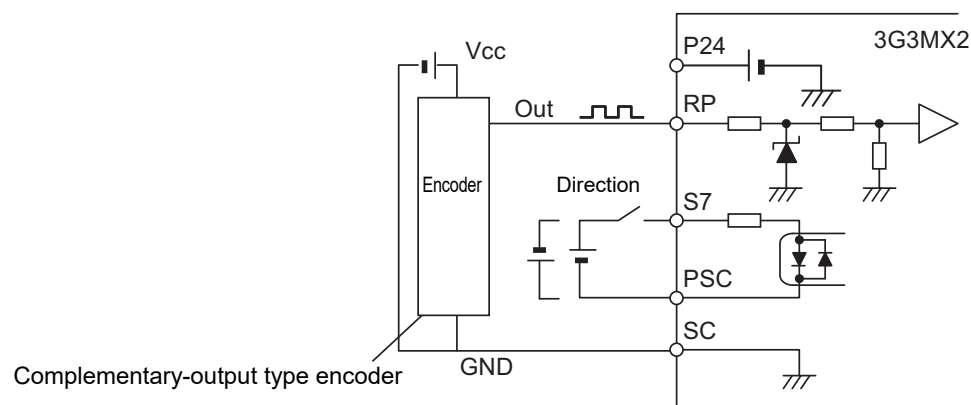 3G3MX2
P24
Vcc
Out
RP
Encoder
Direction
S7
PSC
SC
GND
Complementary-output type encoder